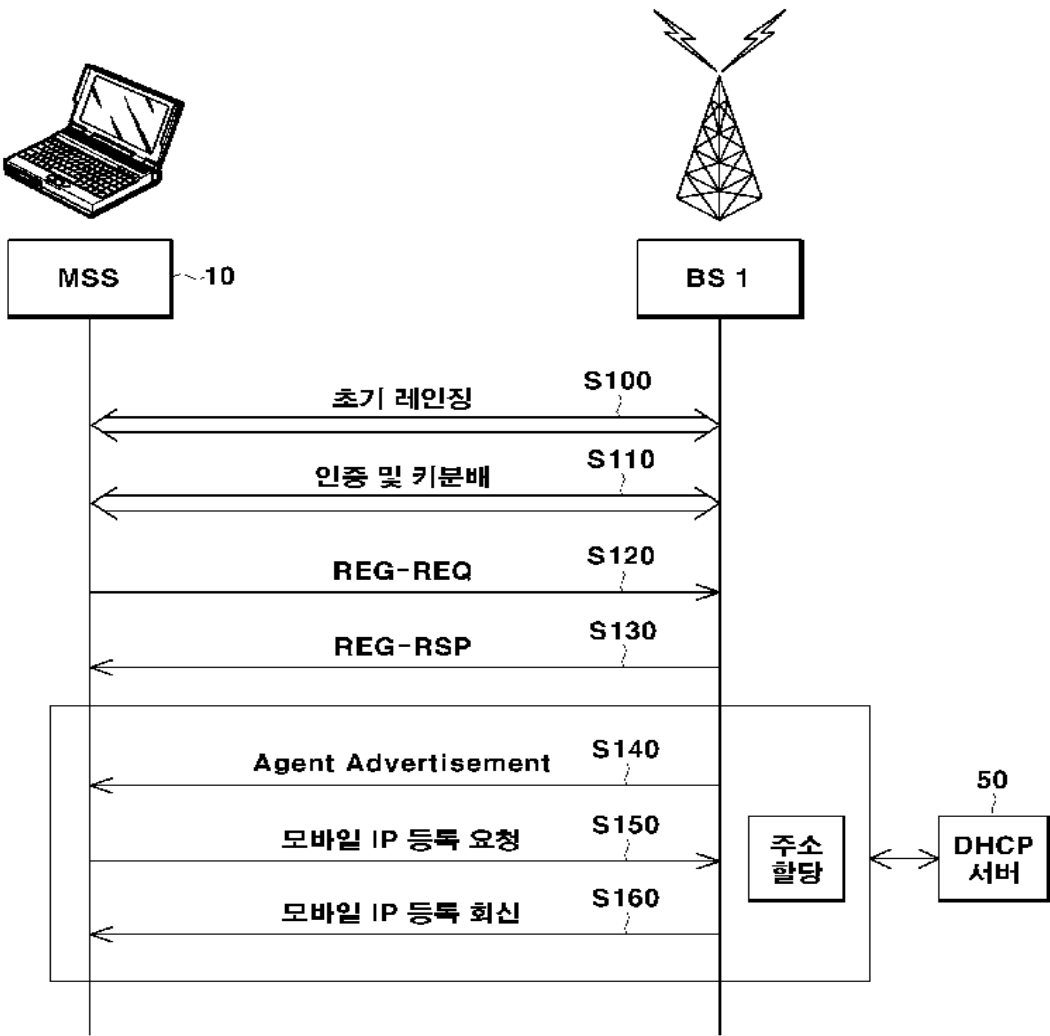 MSS
10
BS 1
초기 레인징
S100
인증 및 키분배
S110
REG-REQ
S120
REG-RSP
S130
Agent Advertisement
S140
모바일 IP 등록 요청
S150
모바일 IP 등록 회신
S160
주소
할당
50
DHCP
서버